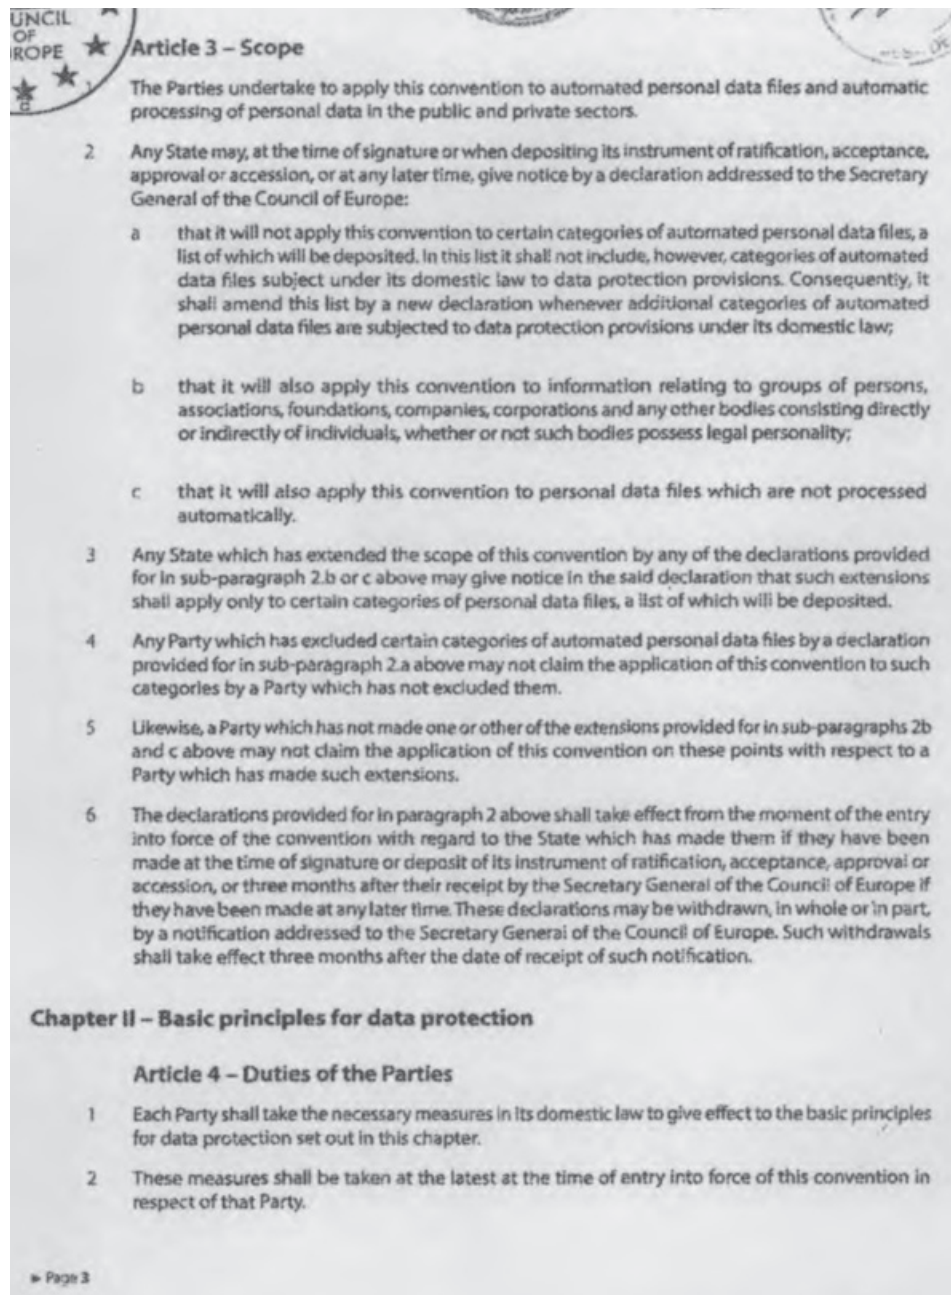 UNCIL
OF
ROPE
Article 3 – Scope
1 The Parties undertake to apply this convention to automated personal data files and automatic
processing of personal data in the public and private sectors.
2 Any State may, at the time of signature or when depositing its instrument of ratification, acceptance,
approval or accession, or at any later time, give notice by a declaration addressed to the Secretary
General of the Council of Europe:
a that it will not apply this convention to certain categories of automated personal data files, a
list of which will be deposited. In this list it shall not include, however, categories of automated
data files subject under its domestic law to data protection provisions. Consequently, it
shall amend this list by a new declaration whenever additional categories of automated
personal data files are subjected to data protection provisions under its domestic law;
b that it will also apply this convention to information relating to groups of persons,
associations, foundations, companies, corporations and any other bodies consisting directly
or indirectly of individuals, whether or not such bodies possess legal personality;
c that it will also apply this convention to personal data files which are not processed
automatically.
3 Any State which has extended the scope of this convention by any of the declarations provided
for in sub-paragraph 2.b or c above may give notice in the said declaration that such extensions
shall apply only to certain categories of personal data files, a list of which will be deposited.
4 Any Party which has excluded certain categories of automated personal data files by a declaration
provided for in sub-paragraph 2.a above may not claim the application of this convention to such
categories by a Party which has not excluded them.
5 Likewise, a Party which has not made one or other of the extensions provided for in sub-paragraphs 2b
and c above may not claim the application of this convention on these points with respect to a
Party which has made such extensions.
6 The declarations provided for in paragraph 2 above shall take effect from the moment of the entry
into force of the convention with regard to the State which has made them if they have been
made at the time of signature or deposit of its instrument of ratification, acceptance, approval or
accession, or three months after their receipt by the Secretary General of the Council of Europe if
they have been made at any later time. These declarations may be withdrawn, in whole or in part,
by a notification addressed to the Secretary General of the Council of Europe. Such withdrawals
shall take effect three months after the date of receipt of such notification.
Chapter II – Basic principles for data protection
Article 4 – Duties of the Parties
1 Each Party shall take the necessary measures in its domestic law to give effect to the basic principles
for data protection set out in this chapter.
2 These measures shall be taken at the latest at the time of entry into force of this convention in
respect of that Party.
► Page 3